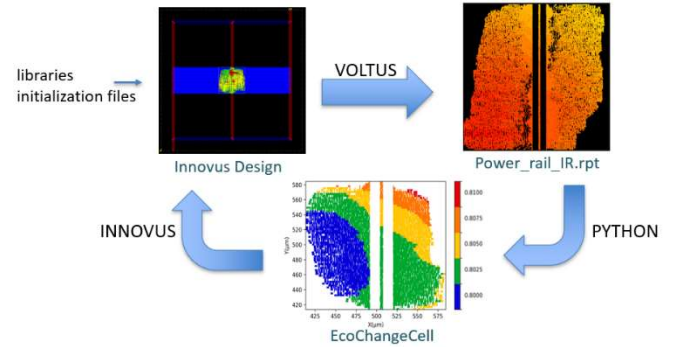 VOLTUS
libraries
initialization files
Innovus Design
Power_rail_IR.rpt
INNOVUS
PYTHON
580
560
540
520
500
480
460
440
420
Y(μm)
425
450
475
500
525
550
575
X(μm)
0.8100
0.8075
0.8050
0.8025
0.8000
EcoChangeCell